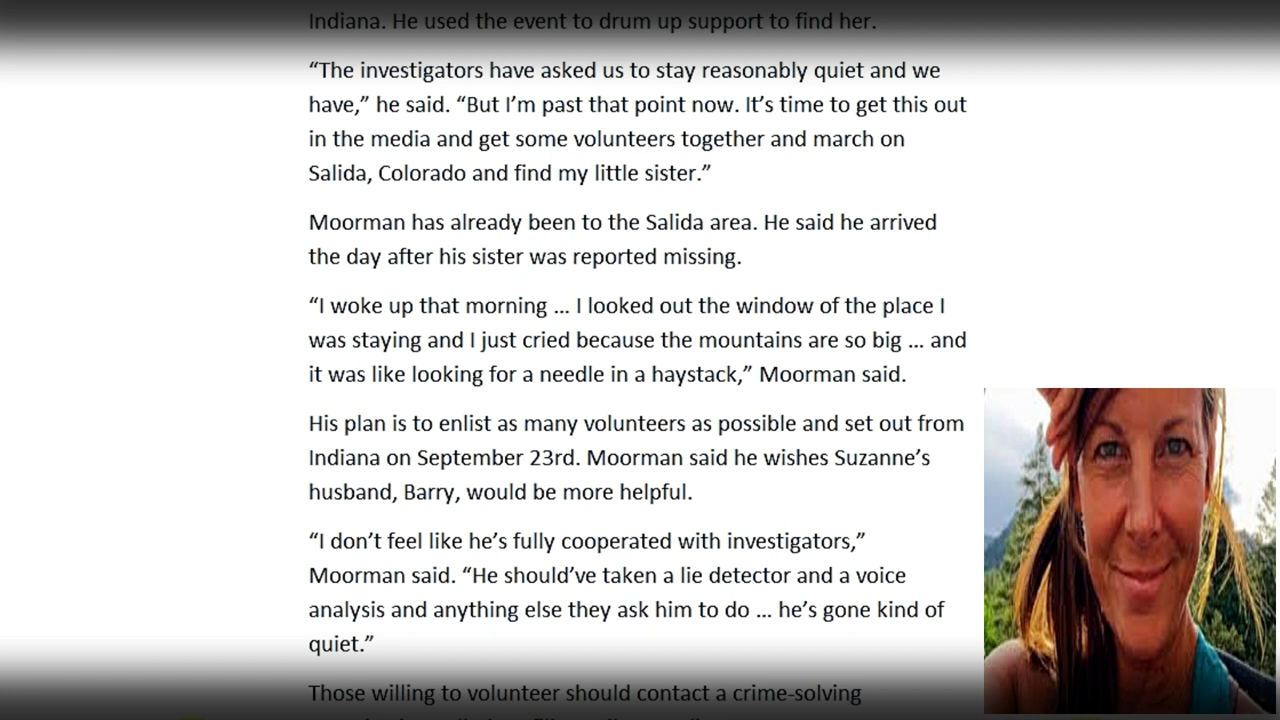 Indiana. He used the event to drum up support to find her.
“The investigators have asked us to stay reasonably quiet and we
have,” he said. “But I’m past that point now. It’s time to get this out
in the media and get some volunteers together and march on
Salida, Colorado and find my little sister.”
Moorman has already been to the Salida area. He said he arrived
the day after his sister was reported missing.
“I woke up that morning … I looked out the window of the place I
was staying and I just cried because the mountains are so big … and
it was like looking for a needle in a haystack,” Moorman said.
His plan is to enlist as many volunteers as possible and set out from
Indiana on September 23rd. Moorman said he wishes Suzanne’s
husband, Barry, would be more helpful.
“I don’t feel like he’s fully cooperated with investigators,”
Moorman said. “He should’ve taken a lie detector and a voice
analysis and anything else they ask him to do … he’s gone kind of
quiet.”
Those willing to volunteer should contact a crime-solving